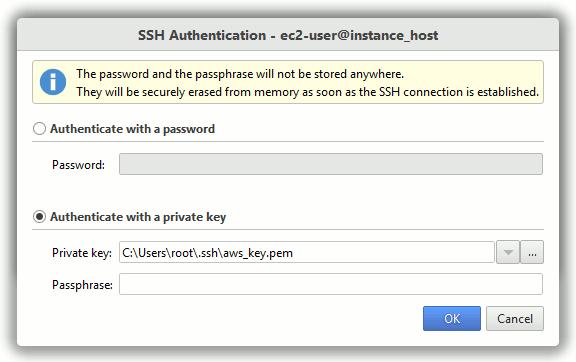 SSH Authentication - ec2-user@instance_host
The password and the passphrase will not be stored anywhere.
They will be securely erased from memory as soon as the SSH connection is established.
Authenticate with a password
Password:
Authenticate with a private key
Private key: C:\Users\root\.ssh\aws_key.pem ...
Passphrase:
OK Cancel